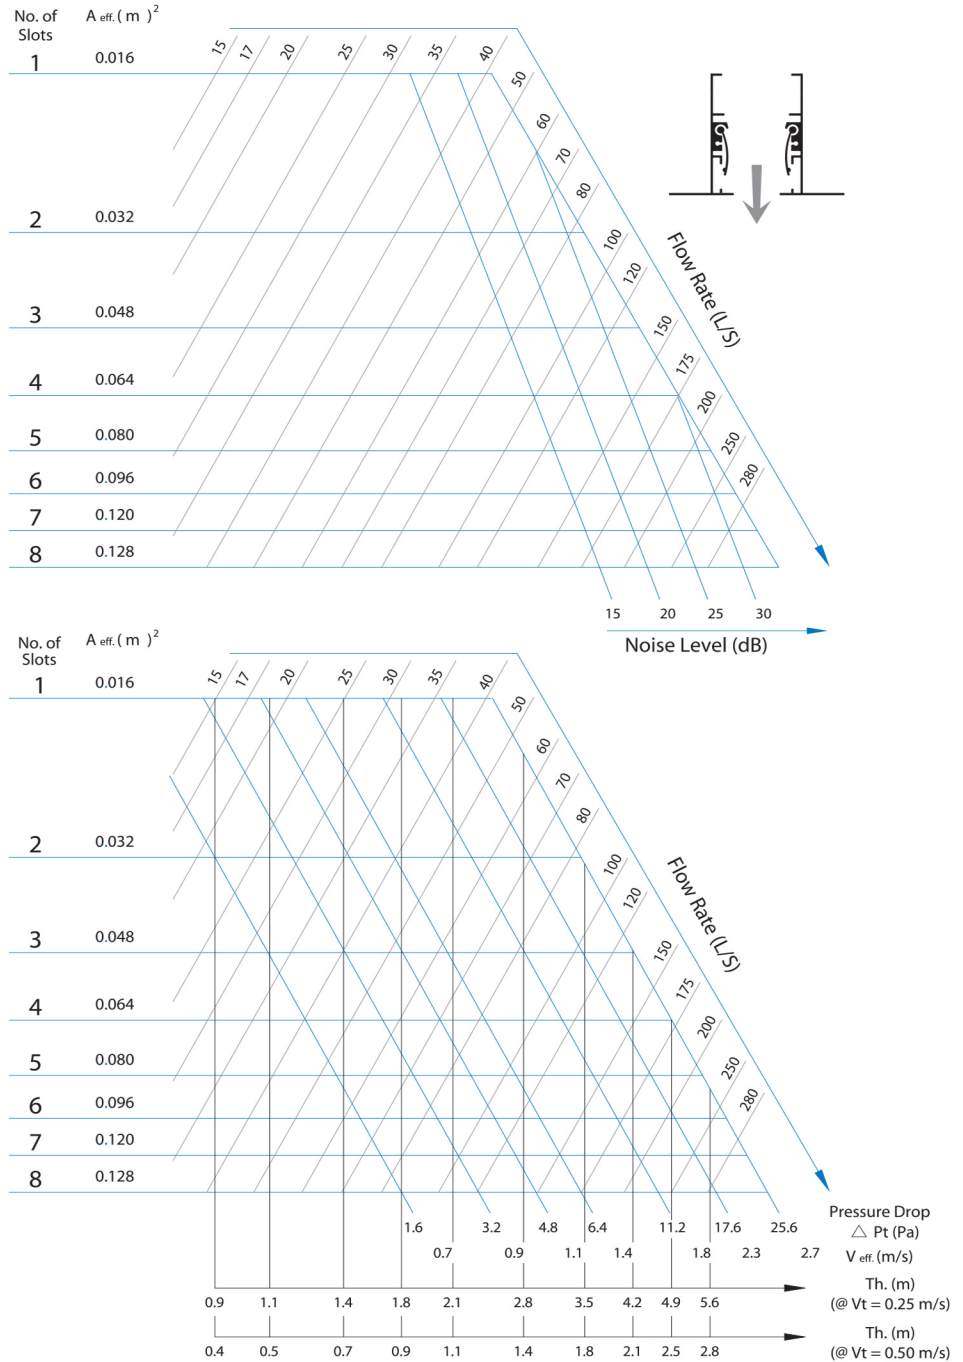 No. of
Slots
A eff. ( m )²
1 0.016
15 17 20 25 30 35 40
50
60
70
80
2 0.032
100
120
Flow Rate (L/S)
3 0.048
150
175
4 0.064
200
5 0.080
250
6 0.096
280
7 0.120
8 0.128
15 20 25 30
Noise Level (dB)
No. of
Slots
A eff. ( m )²
1 0.016
15 17 20 25 30 35 40
50
60
70
80
2 0.032
100
120
Flow Rate (L/S)
3 0.048
150
175
4 0.064
200
5 0.080
250
6 0.096
280
7 0.120
8 0.128
1.6 3.2 4.8 6.4 11.2 17.6 25.6
Pressure Drop
△ Pt (Pa)
0.7 0.9 1.1 1.4 1.8 2.3 2.7 V eff. (m/s)
Th. (m)
0.9 1.1 1.4 1.8 2.1 2.8 3.5 4.2 4.9 5.6 (@ Vt = 0.25 m/s)
Th. (m)
0.4 0.5 0.7 0.9 1.1 1.4 1.8 2.1 2.5 2.8 (@ Vt = 0.50 m/s)